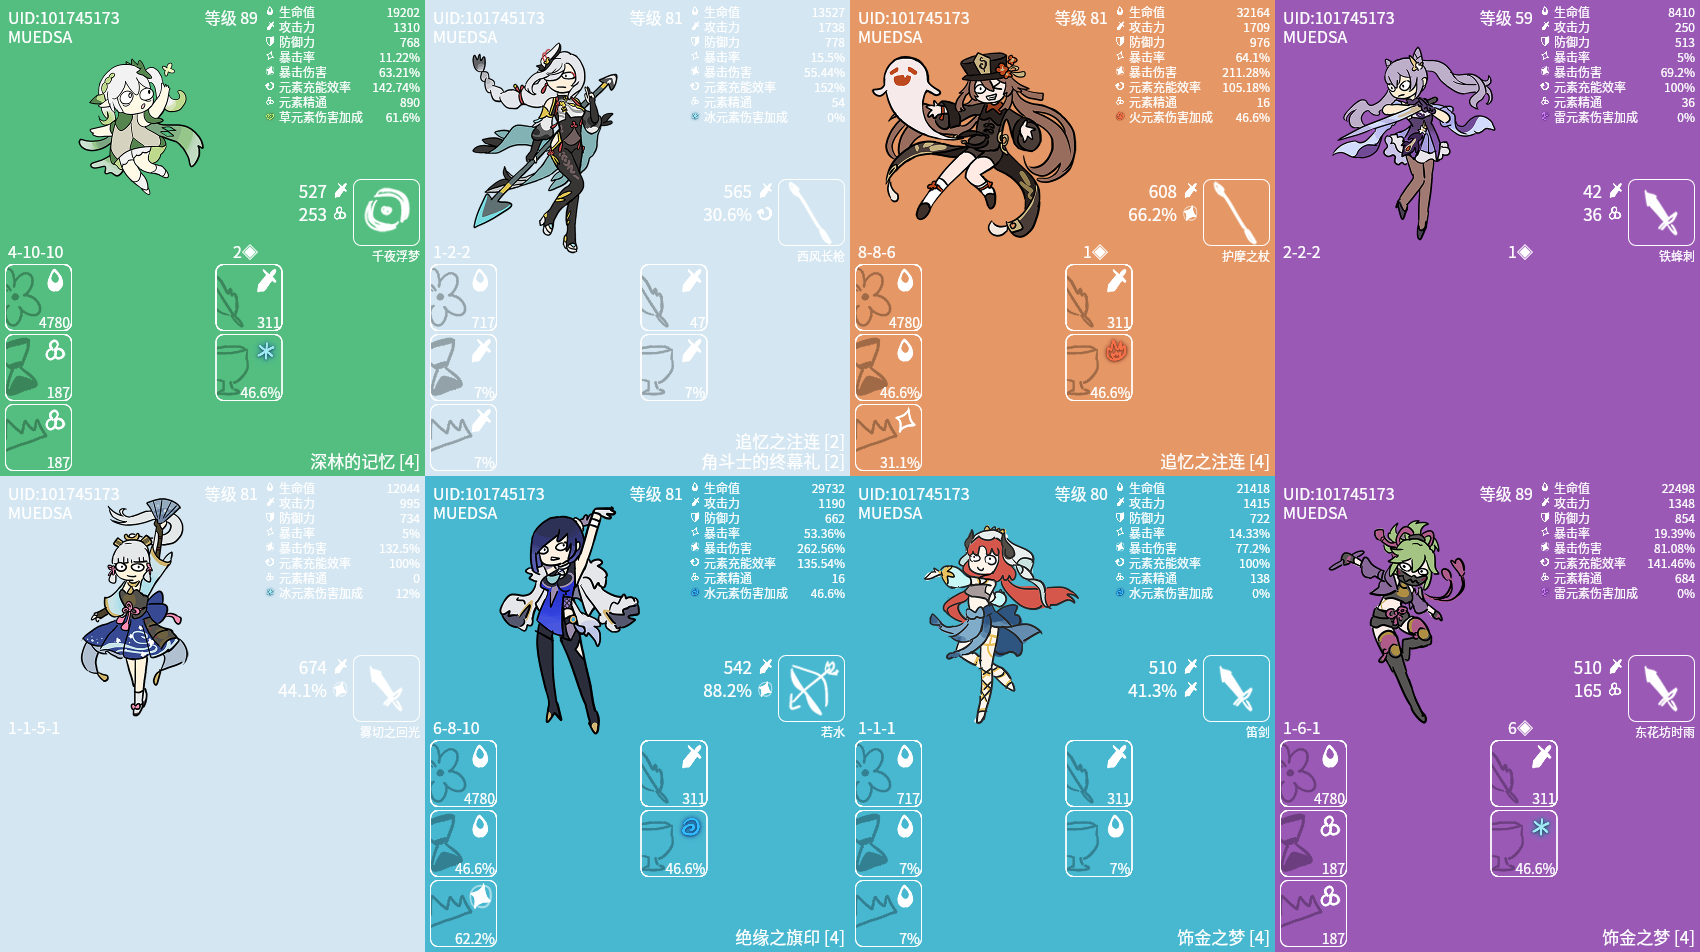 UID:101745173
MUEDSA
等级 89
生命值 19202
攻击力 1310
防御力 768
暴击率 11.22%
暴击伤害 63.21%
元素充能效率 142.74%
元素精通 890
草元素伤害加成 61.6%
527
253
千夜浮梦
4-10-10
2
4780
311
187
46.6%
187
深林的记忆 [4]
UID:101745173
MUEDSA
等级 81
生命值 13527
攻击力 1738
防御力 778
暴击率 15.5%
暴击伤害 55.44%
元素充能效率 152%
元素精通 54
冰元素伤害加成 0%
565
30.6%
西风长枪
1-2-2
717
47
7%
7%
7%
追忆之注连 [2]
角斗士的终幕礼 [2]
UID:101745173
MUEDSA
等级 81
生命值 32164
攻击力 1709
防御力 976
暴击率 64.1%
暴击伤害 211.28%
元素充能效率 105.18%
元素精通 16
火元素伤害加成 46.6%
608
66.2%
护摩之杖
8-8-6
1
4780
311
46.6%
46.6%
31.1%
追忆之注连 [4]
UID:101745173
MUEDSA
等级 59
生命值 8410
攻击力 250
防御力 513
暴击率 5%
暴击伤害 69.2%
元素充能效率 100%
元素精通 36
雷元素伤害加成 0%
42
36
铁蜂刺
2-2-2
1
UID:101745173
MUEDSA
等级 81
生命值 12044
攻击力 995
防御力 734
暴击率 5%
暴击伤害 132.5%
元素充能效率 100%
元素精通 0
冰元素伤害加成 12%
674
44.1%
雾切之回光
1-1-5-1
UID:101745173
MUEDSA
等级 81
生命值 29732
攻击力 1190
防御力 662
暴击率 53.36%
暴击伤害 262.56%
元素充能效率 135.54%
元素精通 16
水元素伤害加成 46.6%
542
88.2%
若水
6-8-10
4780
311
46.6%
46.6%
62.2%
绝缘之旗印 [4]
UID:101745173
MUEDSA
等级 80
生命值 21418
攻击力 1415
防御力 722
暴击率 14.33%
暴击伤害 77.2%
元素充能效率 100%
元素精通 138
水元素伤害加成 0%
510
41.3%
笛剑
1-1-1
717
311
7%
7%
7%
饰金之梦 [4]
UID:101745173
MUEDSA
等级 89
生命值 22498
攻击力 1348
防御力 854
暴击率 19.39%
暴击伤害 81.08%
元素充能效率 141.46%
元素精通 684
雷元素伤害加成 0%
510
165
东花坊时雨
1-6-1
6
4780
311
187
46.6%
187
饰金之梦 [4]